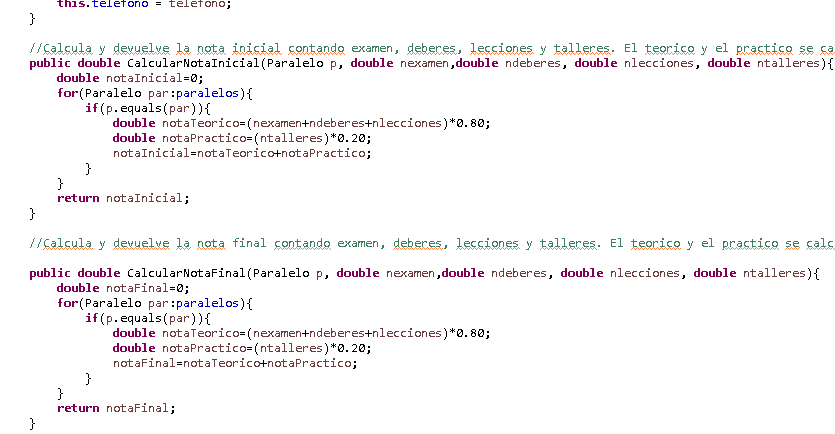 this.telefono = telefono;
}
//Calcula y devuelve la nota inicial contando examen, deberes, lecciones y talleres. El teorico y el practico se ca
public double CalcularNotaInicial(Paralelo p, double nexamen,double ndeberes, double nlecciones, double ntalleres){
double notaInicial=0;
for(Paralelo par:paralelos){
if(p.equals(par)){
double notaTeorico=(nexamen+ndeberes+nlecciones)*0.80;
double notaPractico=(ntalleres)*0.20;
notaInicial=notaTeorico+notaPractico;
}
}
return notaInicial;
}
//Calcula y devuelve la nota final contando examen, deberes, lecciones y talleres. El teorico y el practico se calc
public double CalcularNotaFinal(Paralelo p, double nexamen,double ndeberes, double nlecciones, double ntalleres){
double notaFinal=0;
for(Paralelo par:paralelos){
if(p.equals(par)){
double notaTeorico=(nexamen+ndeberes+nlecciones)*0.80;
double notaPractico=(ntalleres)*0.20;
notaFinal=notaTeorico+notaPractico;
}
}
return notaFinal;
}